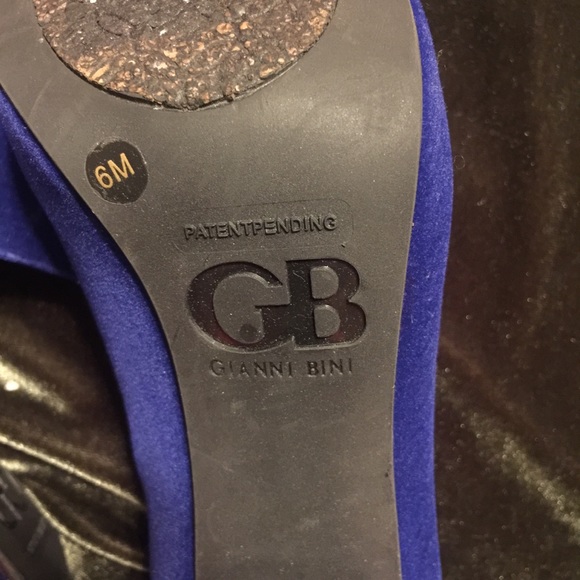 6M
PATENTPENDING
GB
GIANNI BINI